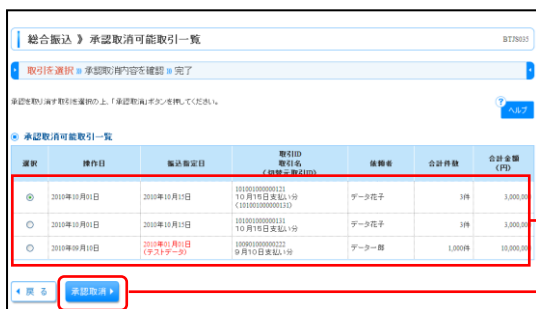 総合振込 》 承認取消可能取引一覧
BTJS035
取引を選択 » 承認取消内容を確認 » 完了
承認を取り消す取引を選択の上、「承認取消」ボタンを押してください。
? ヘルプ
承認取消可能取引一覧
選択 操作日 振込指定日 取引ID 取引名 (切替元取引ID) 依頼者 合計件数 合計金額 (円)
2010年10月01日 2010年10月15日 101001000000121 10月15日支払い分 (101001000000131) データ花子 3件 3,000,00
2010年10月01日 2010年10月15日 101001000000131 10月15日支払い分 データ花子 3件 3,000,00
2010年09月10日 2010年01月01日 (テストデータ) 100901000000222 9月10日支払い分 データ一郎 1,000件 10,000,00
戻る 承認取消